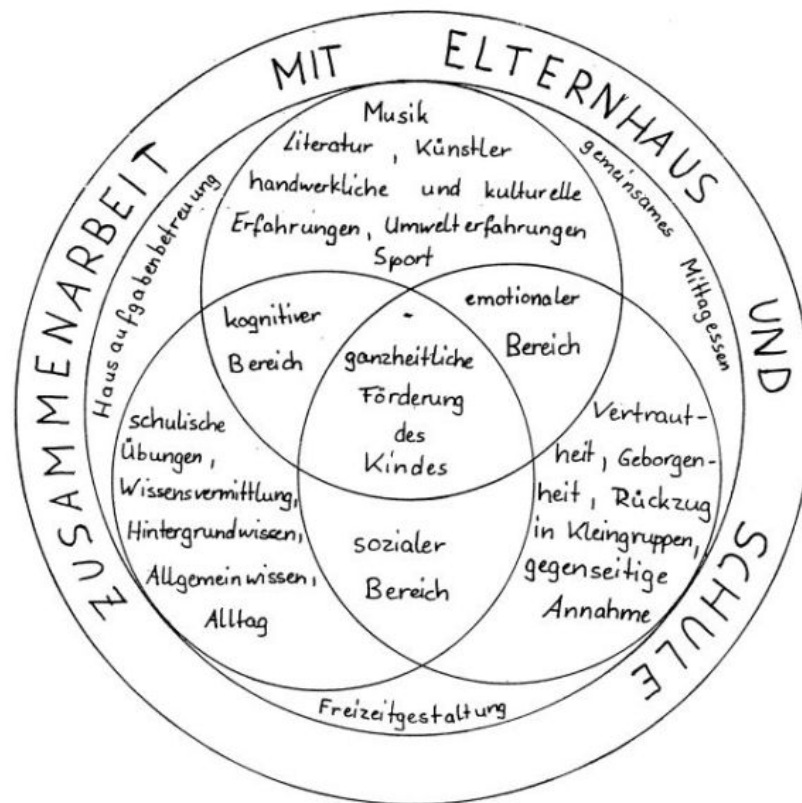 ZUSAMMENARBEIT MIT ELTERNHAUS UND SCHULE
Hausaufgabenbetreuung
gemeinsames Mittagessen
Freizeitgestaltung
Musik
Literatur, Künstler
handwerkliche und kulturelle
Erfahrungen, Umwelterfahrungen
Sport
kognitiver
Bereich
emotionaler
Bereich
-
ganzheitliche
Förderung
des
Kindes
schulische
Übungen,
Wissensvermittlung,
Hintergrundwissen,
Allgemeinwissen,
Alltag
sozialer
Bereich
Vertraut-
heit, Geborgen-
heit, Rückzug
in Kleingruppen,
gegenseitige
Annahme